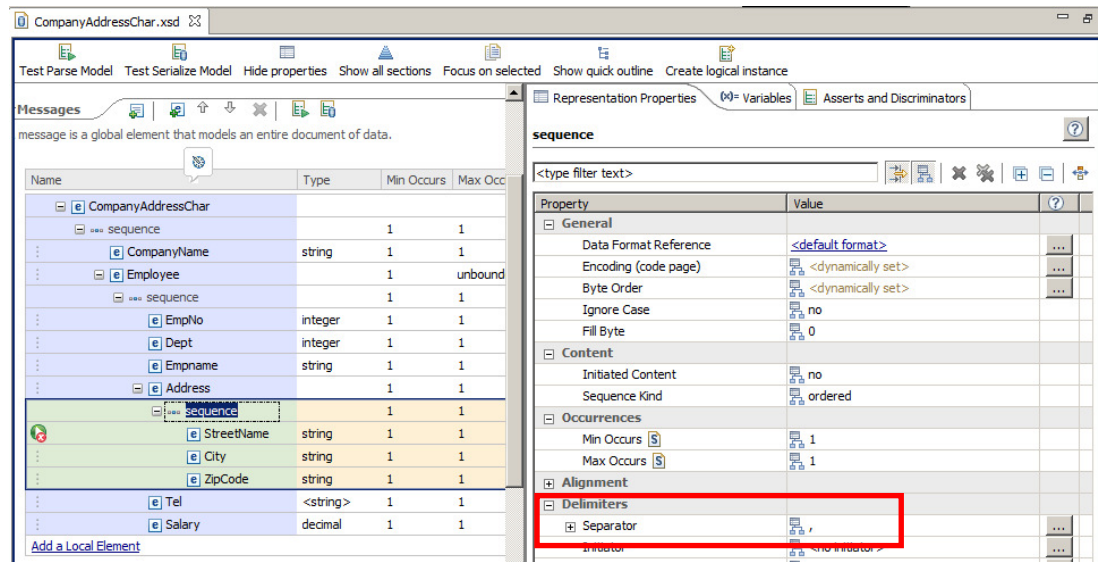 CompanyAddressChar.xsd
Test Parse Model Test Serialize Model Hide properties Show all sections Focus on selected Show quick outline Create logical instance
Messages
message is a global element that models an entire document of data.
Name Type Min Occurs Max Occ
e CompanyAddressChar
sequence 1 1
e CompanyName string 1 1
e Employee 1 unbound
sequence 1 1
e EmpNo integer 1 1
e Dept integer 1 1
e Empname string 1 1
e Address 1 1
sequence 1 1
e StreetName string 1 1
e City string 1 1
e ZipCode string 1 1
e Tel <string> 1 1
e Salary decimal 1 1
Add a Local Element
Representation Properties (x)= Variables Asserts and Discriminators
sequence
<type filter text>
Property Value
General
Data Format Reference <default format> ...
Encoding (code page) <dynamically set> ...
Byte Order <dynamically set> ...
Ignore Case no
Fill Byte 0
Content
Initiated Content no
Sequence Kind ordered
Occurrences
Min Occurs S 1
Max Occurs S 1
Alignment
Delimiters
Separator , ...
Initiator <no initiator> ...